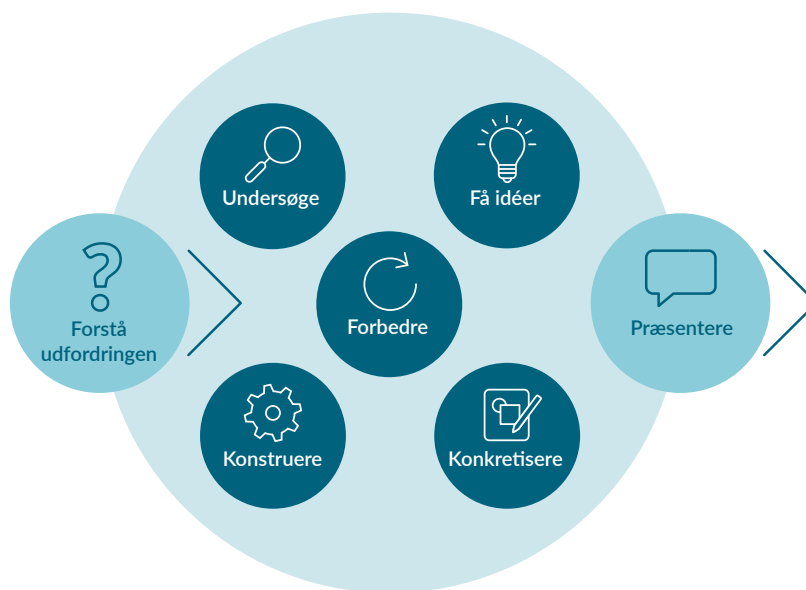 Undersøge
Få idéer
Forstå
udfordringen
Forbedre
Præsentere
Konstruere
Konkretisere